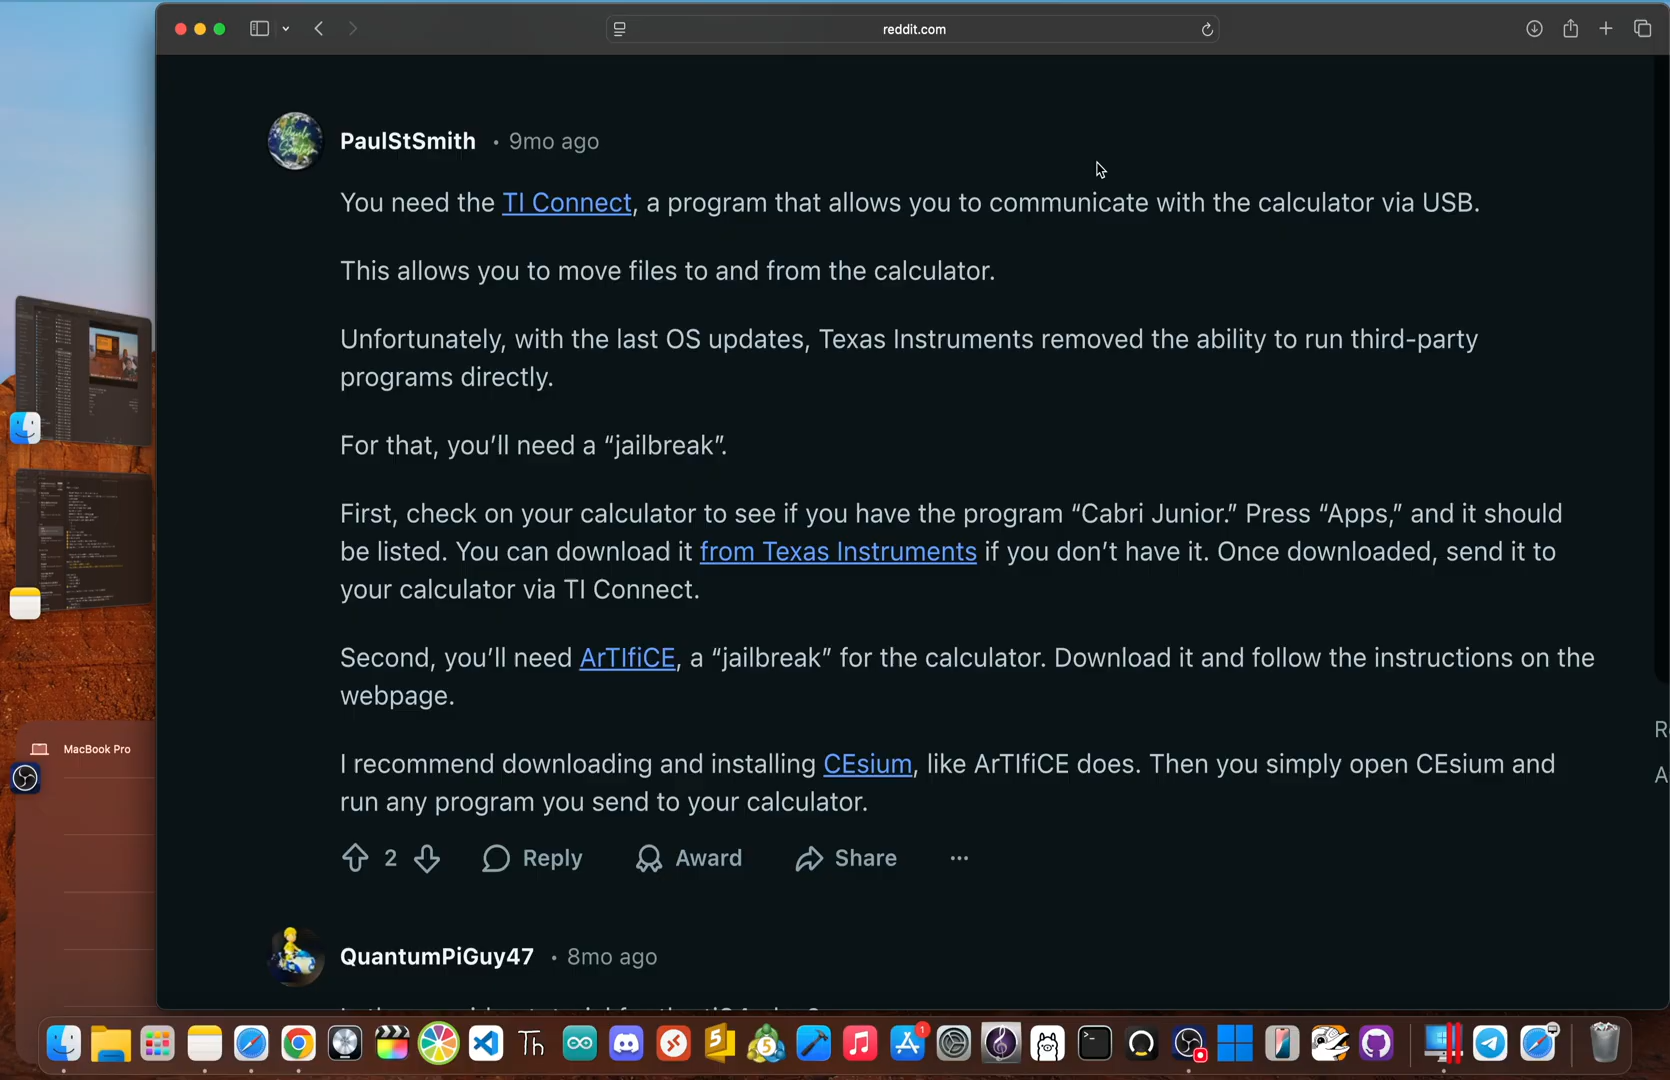 reddit.com
PaulStSmith • 9mo ago
You need the TI Connect, a program that allows you to communicate with the calculator via USB.
This allows you to move files to and from the calculator.
Unfortunately, with the last OS updates, Texas Instruments removed the ability to run third-party
programs directly.
For that, you’ll need a “jailbreak”.
First, check on your calculator to see if you have the program “Cabri Junior.” Press “Apps,” and it should
be listed. You can download it from Texas Instruments if you don’t have it. Once downloaded, send it to
your calculator via TI Connect.
Second, you’ll need ArTIfiCE, a “jailbreak” for the calculator. Download it and follow the instructions on the
webpage.
I recommend downloading and installing CEsium, like ArTIfiCE does. Then you simply open CEsium and
run any program you send to your calculator.
2 Reply Award Share
QuantumPiGuy47 • 8mo ago
MacBook Pro
R
A
Th
5
5
1